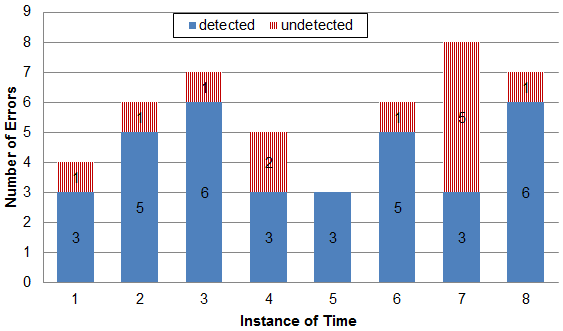 detected undetected
Number of Errors
9
8
7
6
5
4
3
2
1
0
1 1 1 2 1 5 1
3 5 6 3 3 5 3 6
1 2 3 4 5 6 7 8
Instance of Time